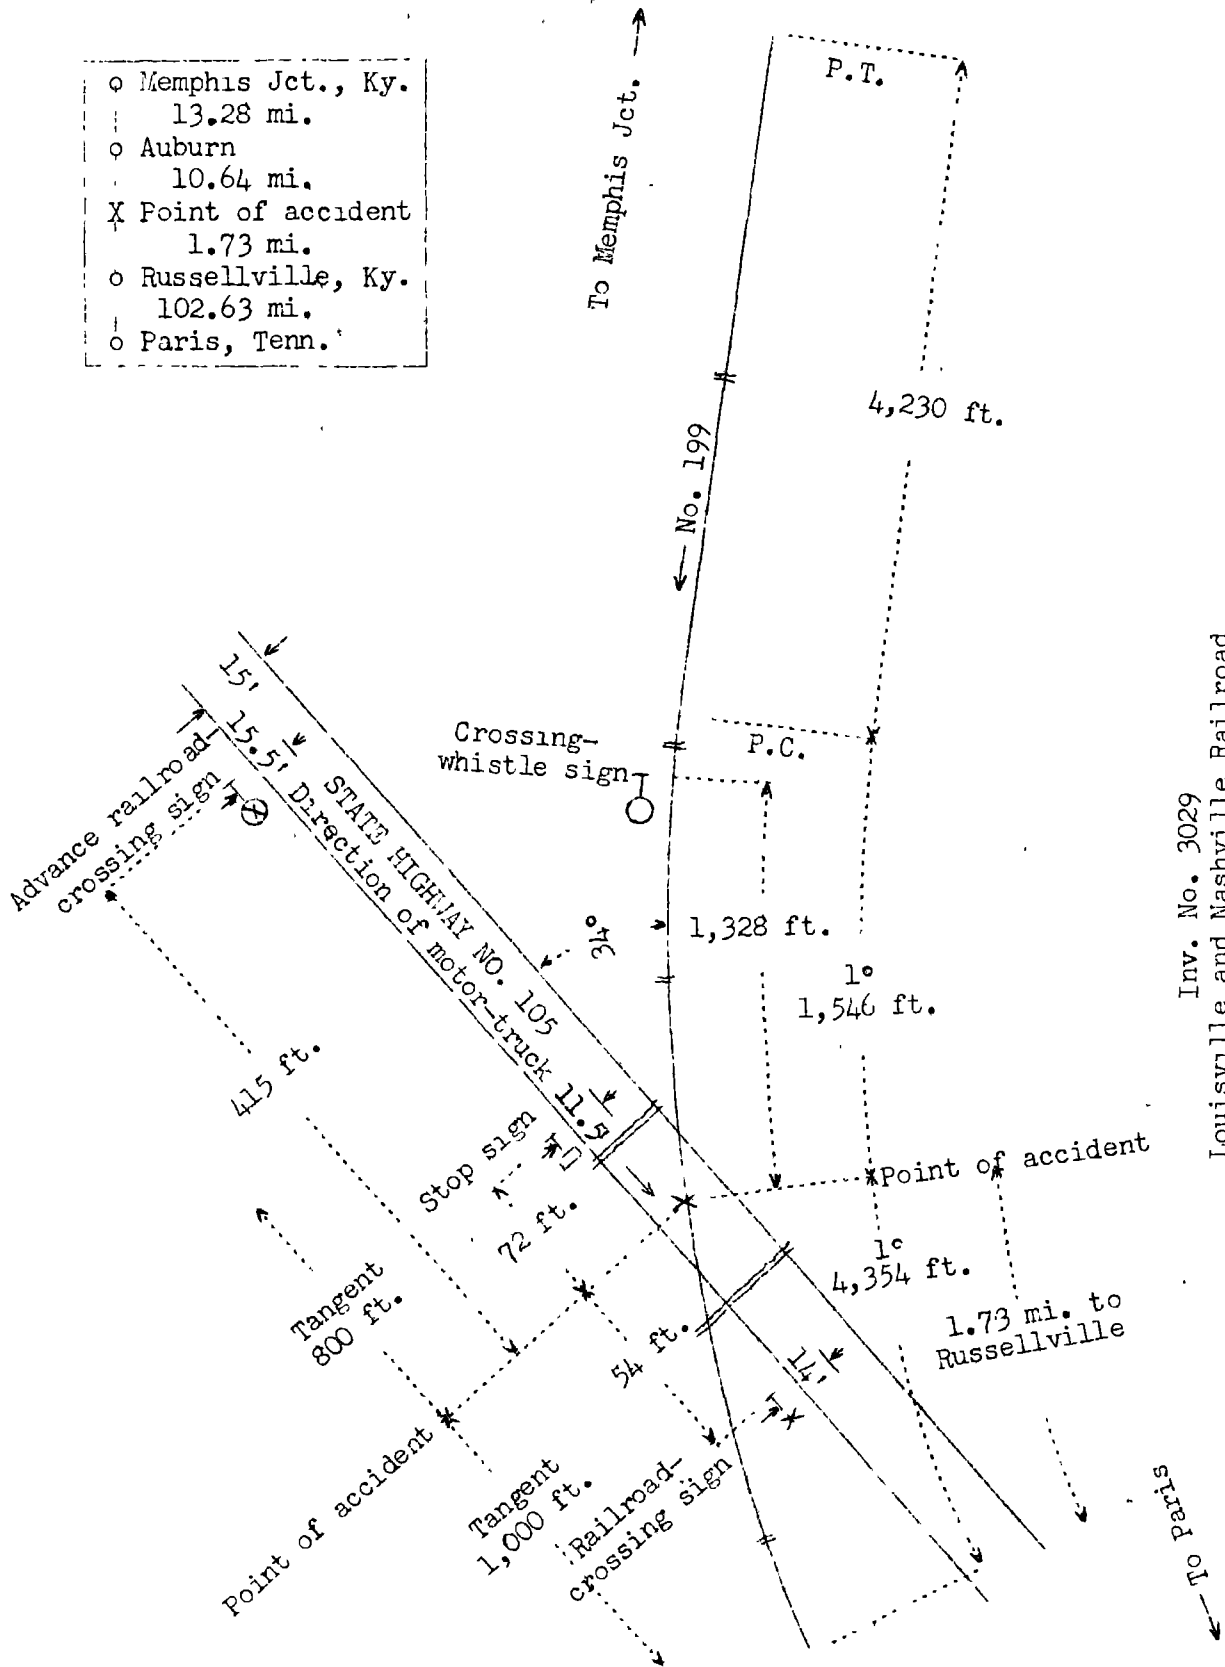 Memphis Jct., Ky.
13.28 mi.
Auburn
10.64 mi.
X Point of accident
1.73 mi.
Russellville, Ky.
102.63 mi.
Paris, Tenn.
To Memphis Jct.
P.T.
4,230 ft.
No. 199
P.C.
Crossing-
whistle sign
15'
15.5'
Advance railroad-
crossing sign
STATE HIGHWAY NO. 105
Direction of motor-truck
34°
1,328 ft.
1°
1,546 ft.
415 ft.
11.5'
Stop sign
72 ft.
Point of accident
1°
4,354 ft.
1.73 mi. to
Russellville
Tangent
800 ft.
54 ft.
14'
Point of accident
Tangent
1,000 ft.
Railroad-
crossing sign
To Paris
Inv. No. 3029
Louisville and Nashville Railroad